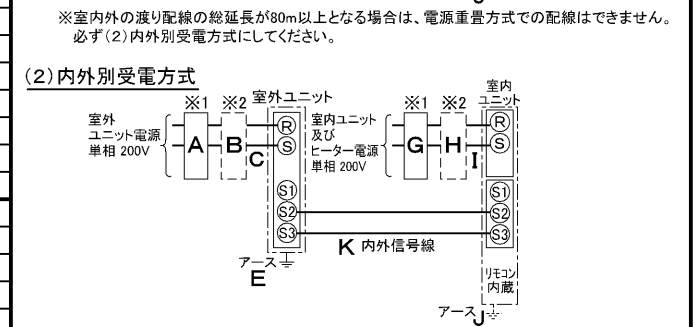 ※室内外の渡り配線の総延長が80m以上となる場合は、電源重畳方式での配線はできません。
必ず(2)内外別受電方式にしてください。
(2)内外別受電方式
※1
※2
室外ユニット
室外
ユニット電源
単相 200V
A
B
C
R
S
S1
S2
S3
アース
E
※1
※2
室内
ユニット
室内ユニット
及び
ヒーター電源
単相 200V
G
H
I
R
S
S1
S2
S3
K 内外信号線
リモコン
内蔵
アース
J